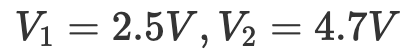 V₁ = 2.5V, V₂ = 4.7V